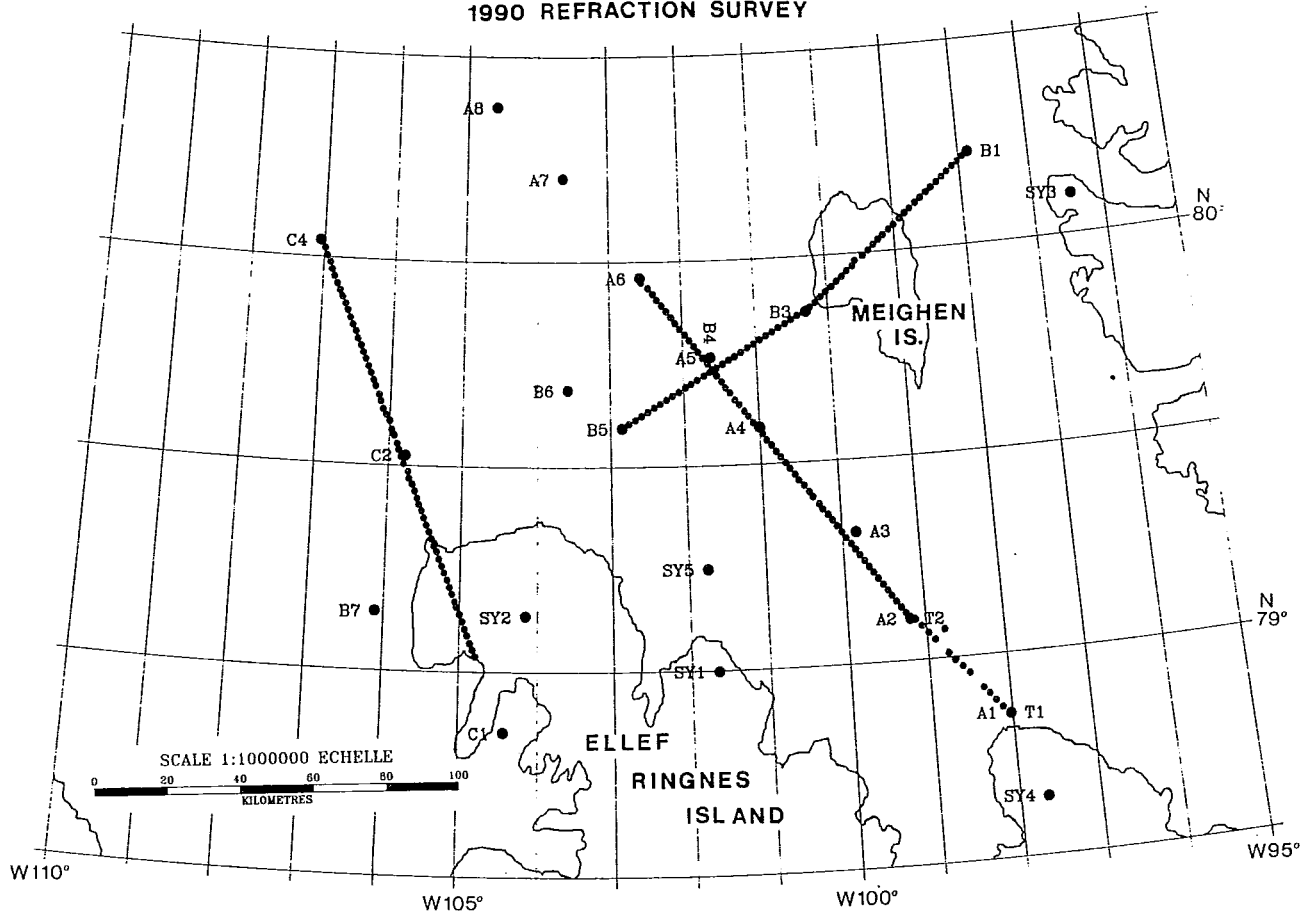 1990 REFRACTION SURVEY
A8
B1
A7
SY3
N
80°
C4
A6
B3
MEIGHEN
IS.
B4
A5
B6
B5
A4
C2
A3
SY5
N
79°
B7
SY2
A2
T2
SY1
A1
T1
C1
ELLEF
RINGNES
ISLAND
SCALE 1:1000000 ECHELLE
0 20 40 60 80 100
KILOMETRES
SY4
W110°
W105°
W100°
W95°